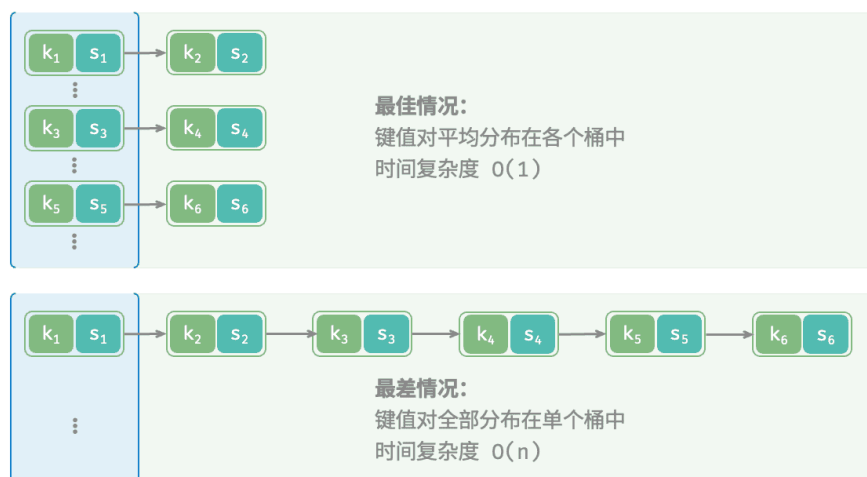 k₁ s₁ k₂ s₂
k₃ s₃ k₄ s₄
k₅ s₅ k₆ s₆
最佳情况：
键值对平均分布在各个桶中
时间复杂度 O(1)
k₁ s₁ k₂ s₂ k₃ s₃ k₄ s₄ k₅ s₅ k₆ s₆
最差情况：
键值对全部分布在单个桶中
时间复杂度 O(n)